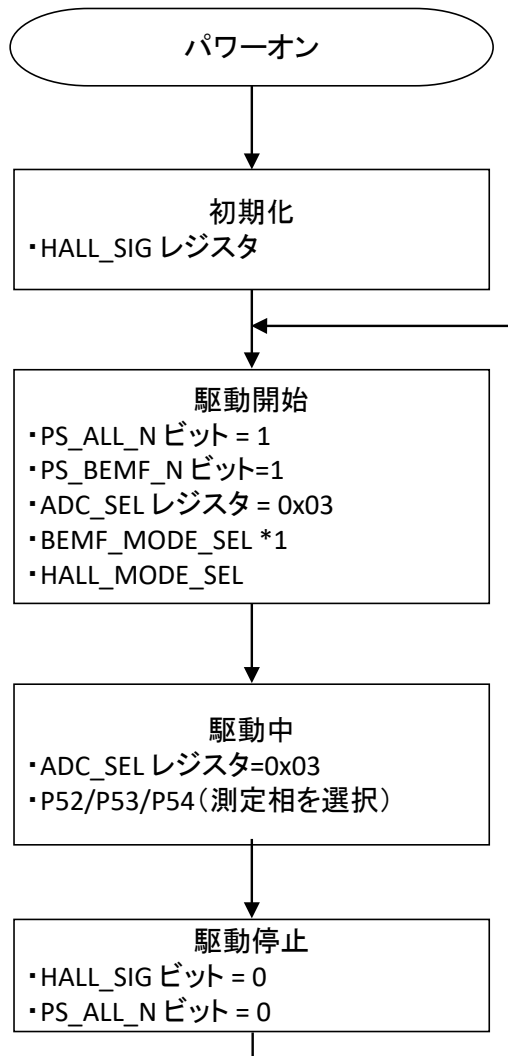 パワーオン
初期化
・HALL_SIG レジスタ
駆動開始
・PS_ALL_N ビット = 1
・PS_BEMF_N ビット=1
・ADC_SEL レジスタ = 0x03
・BEMF_MODE_SEL *1
・HALL_MODE_SEL
駆動中
・ADC_SEL レジスタ=0x03
・P52/P53/P54（測定相を選択）
駆動停止
・HALL_SIG ビット = 0
・PS_ALL_N ビット = 0